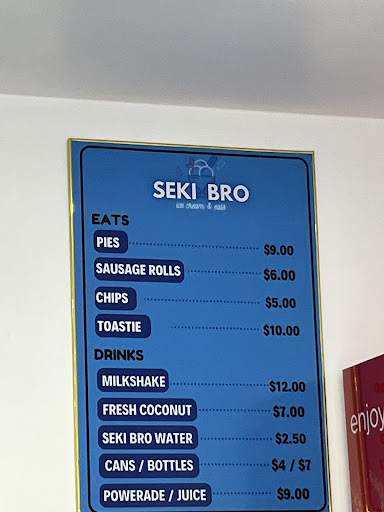 SEKI BRO
ice cream & eats
EATS
PIES $9.00
SAUSAGE ROLLS $6.00
CHIPS $5.00
TOASTIE $10.00
DRINKS
MILKSHAKE $12.00
FRESH COCONUT $7.00
SEKI BRO WATER $2.50
CANS / BOTTLES $4 / $7
POWERADE / JUICE $9.00
enjoy